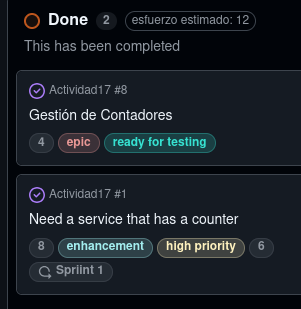 Done 2 esfuerzo estimado: 12
This has been completed
Actividad17 #8
Gestión de Contadores
4 epic ready for testing
Actividad17 #1
Need a service that has a counter
8 enhancement high priority 6
Spriint 1